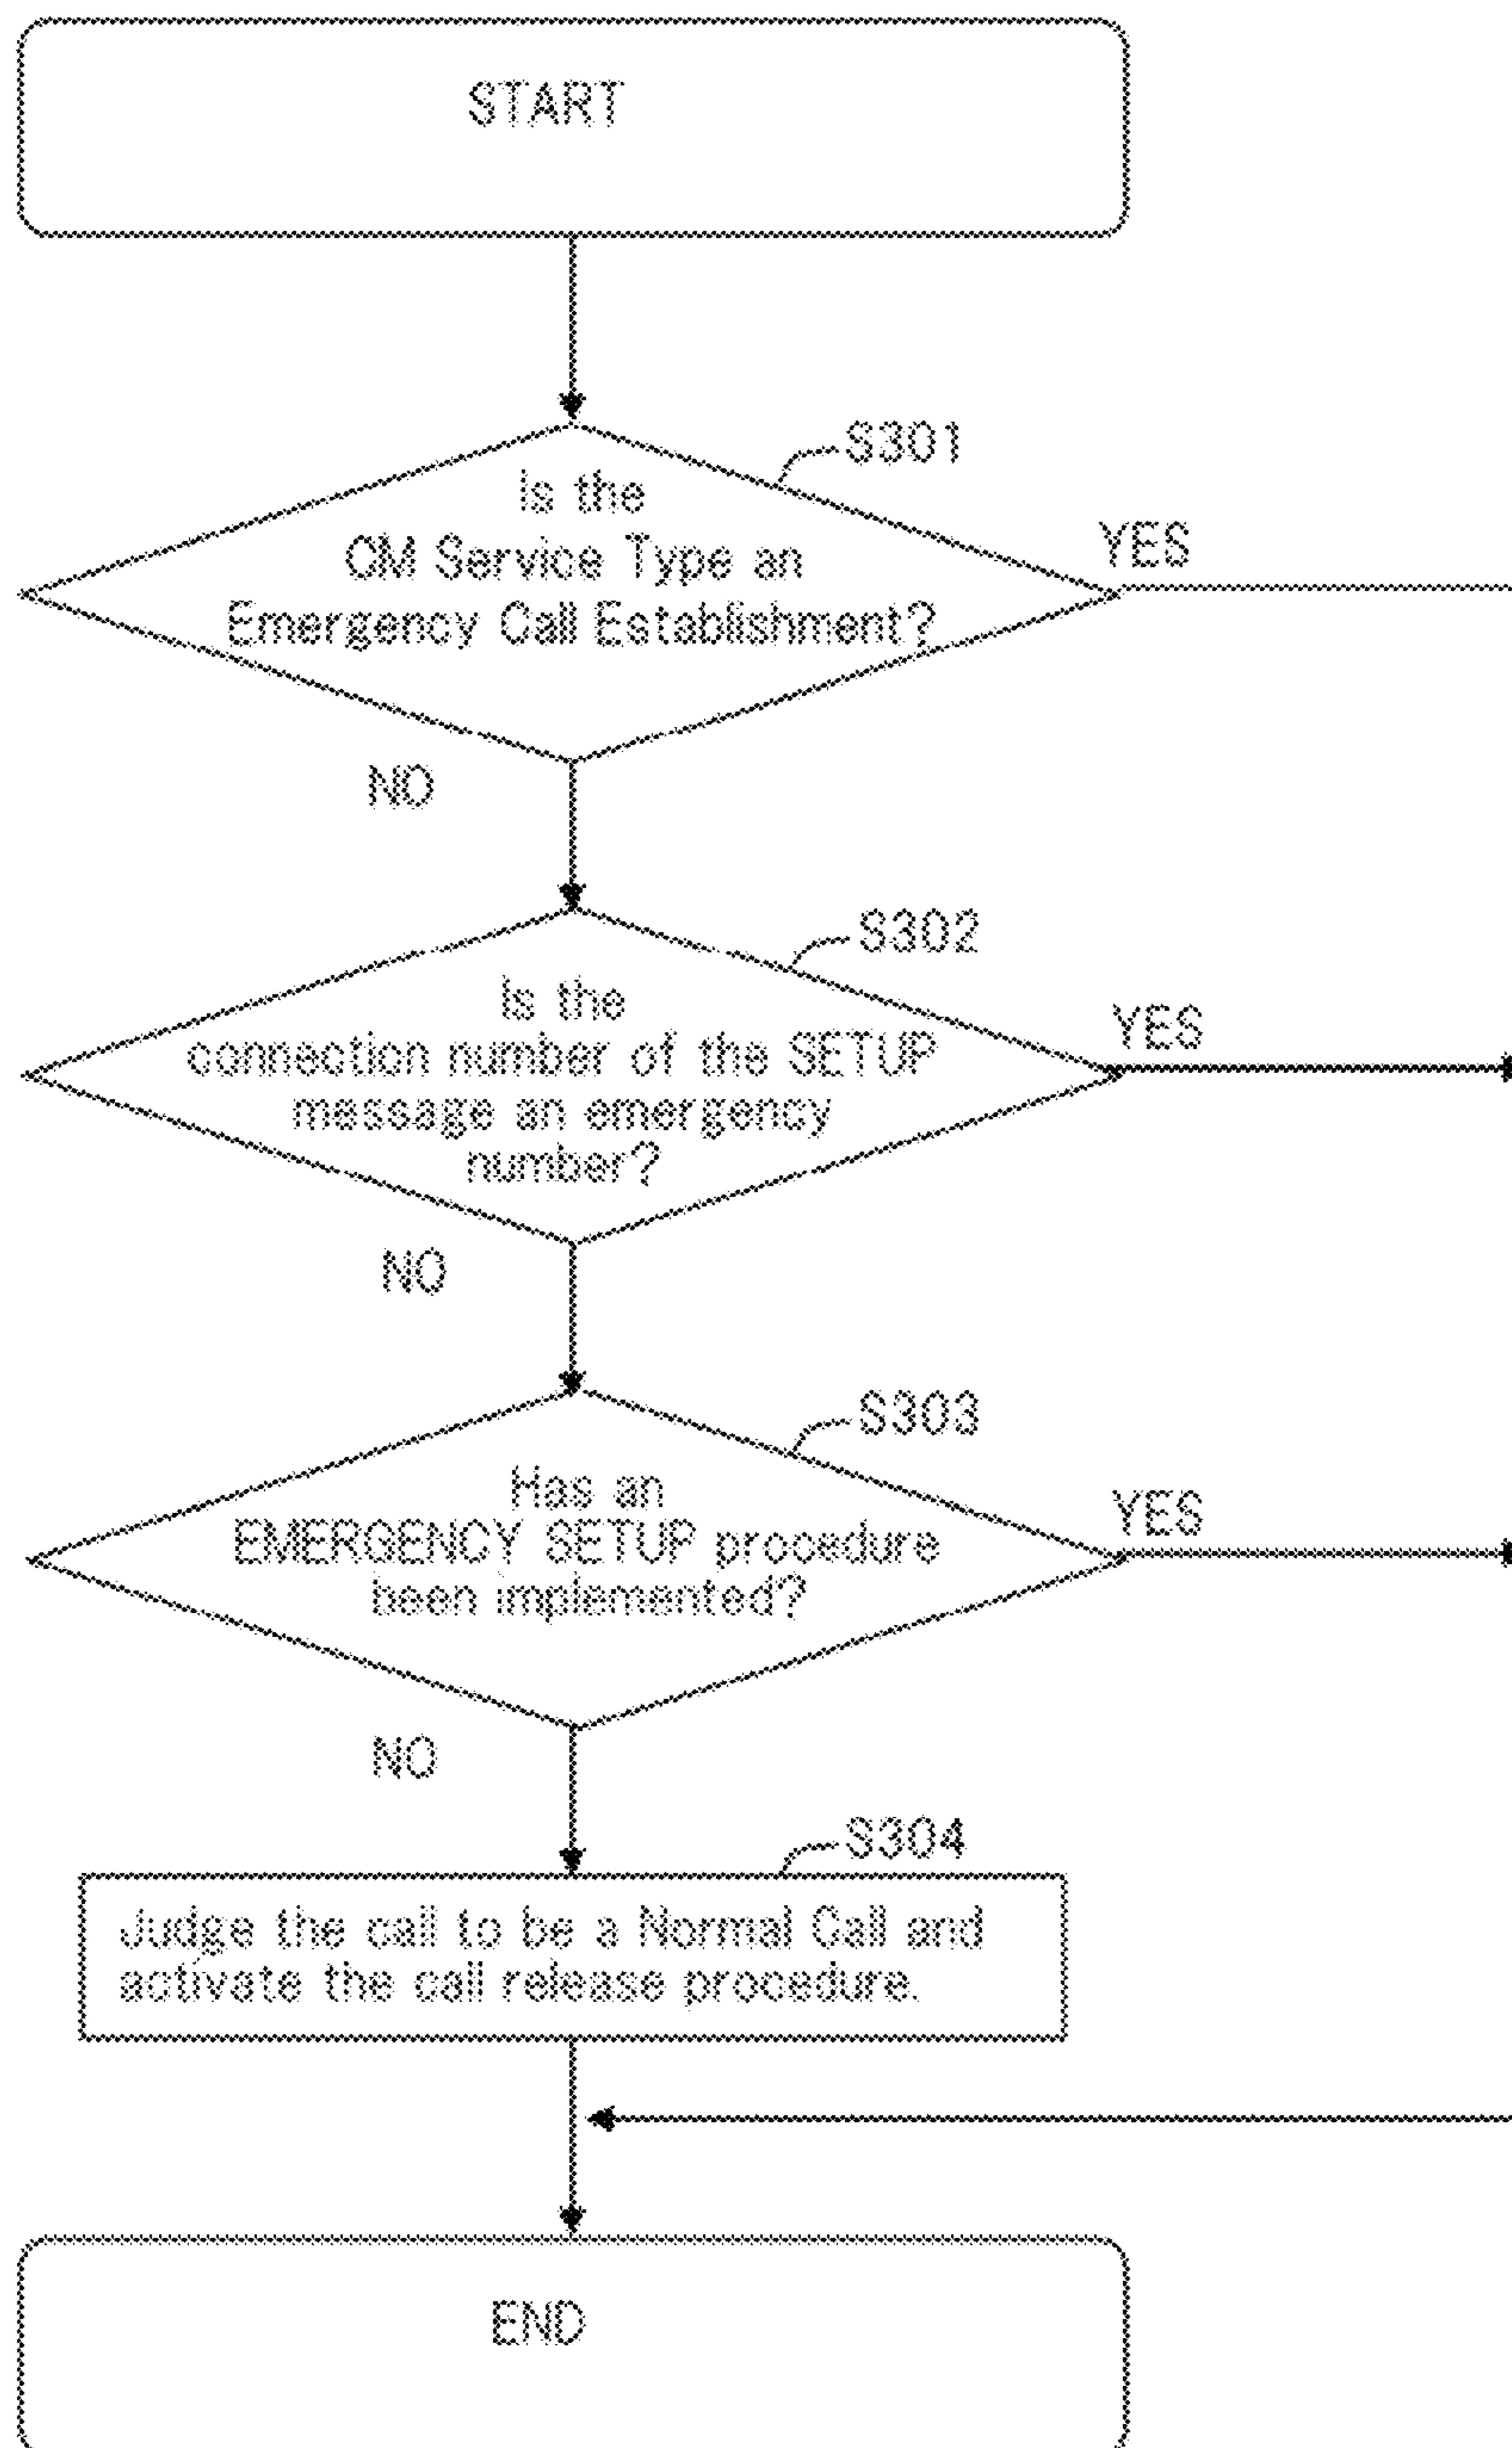 START
S301
Is the
CM Service Type an
Emergency Call Establishment?
YES
NO
S302
Is the
connection number of the SETUP
message an emergency
number?
YES
NO
S303
Has an
EMERGENCY SETUP procedure
been implemented?
YES
NO
S304
Judge the call to be a Normal Call and
activate the call release procedure.
END